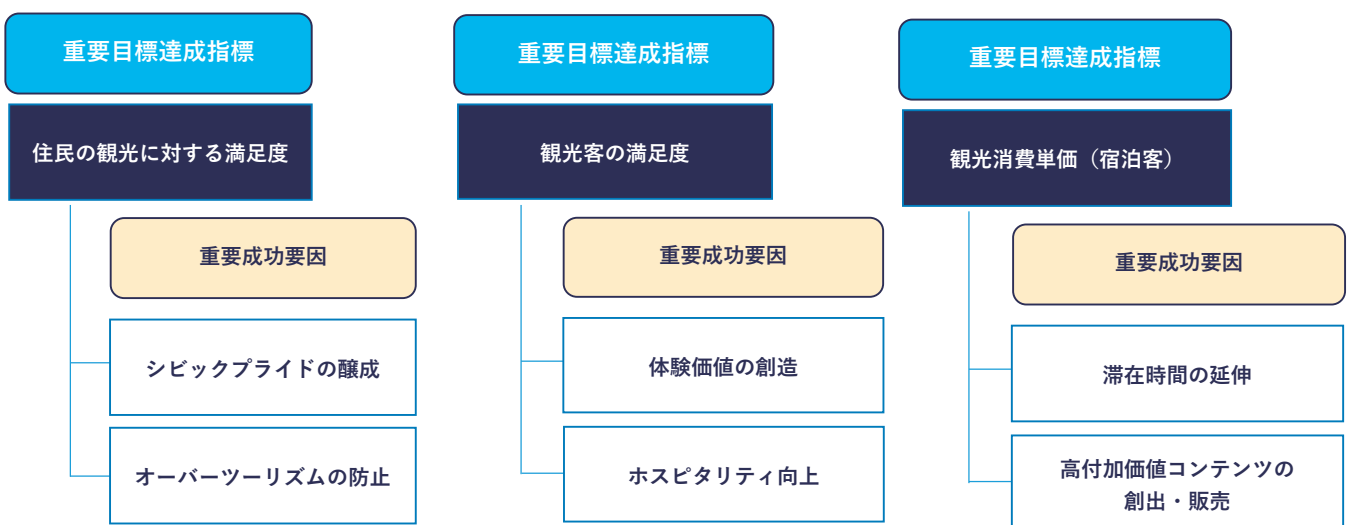 重要目標達成指標
住民の観光に対する満足度
重要成功要因
シビックプライドの醸成
オーバーツーリズムの防止
重要目標達成指標
観光客の満足度
重要成功要因
体験価値の創造
ホスピタリティ向上
重要目標達成指標
観光消費単価（宿泊客）
重要成功要因
滞在時間の延伸
高付加価値コンテンツの
創出・販売